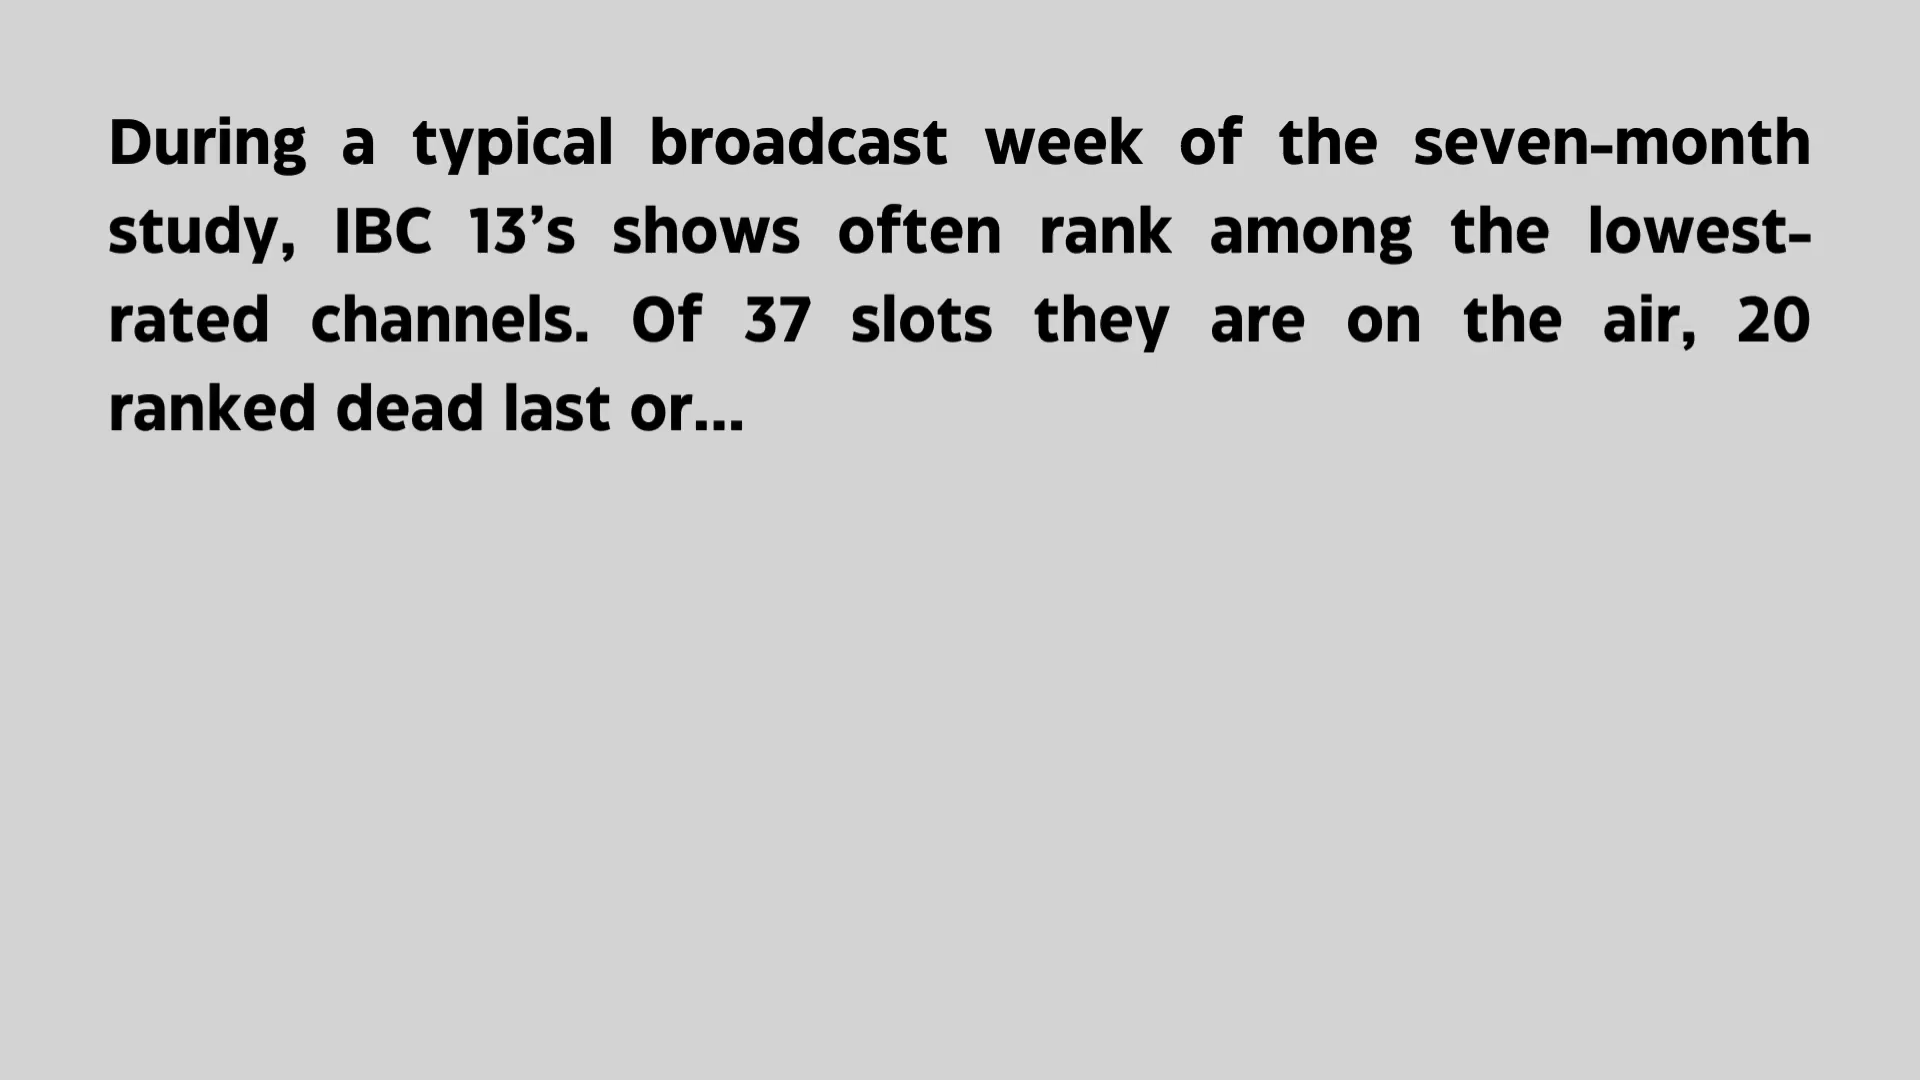 During a typical broadcast week of the seven-month
study, IBC 13’s shows often rank among the lowest-
rated channels. Of 37 slots they are on the air, 20
ranked dead last or...